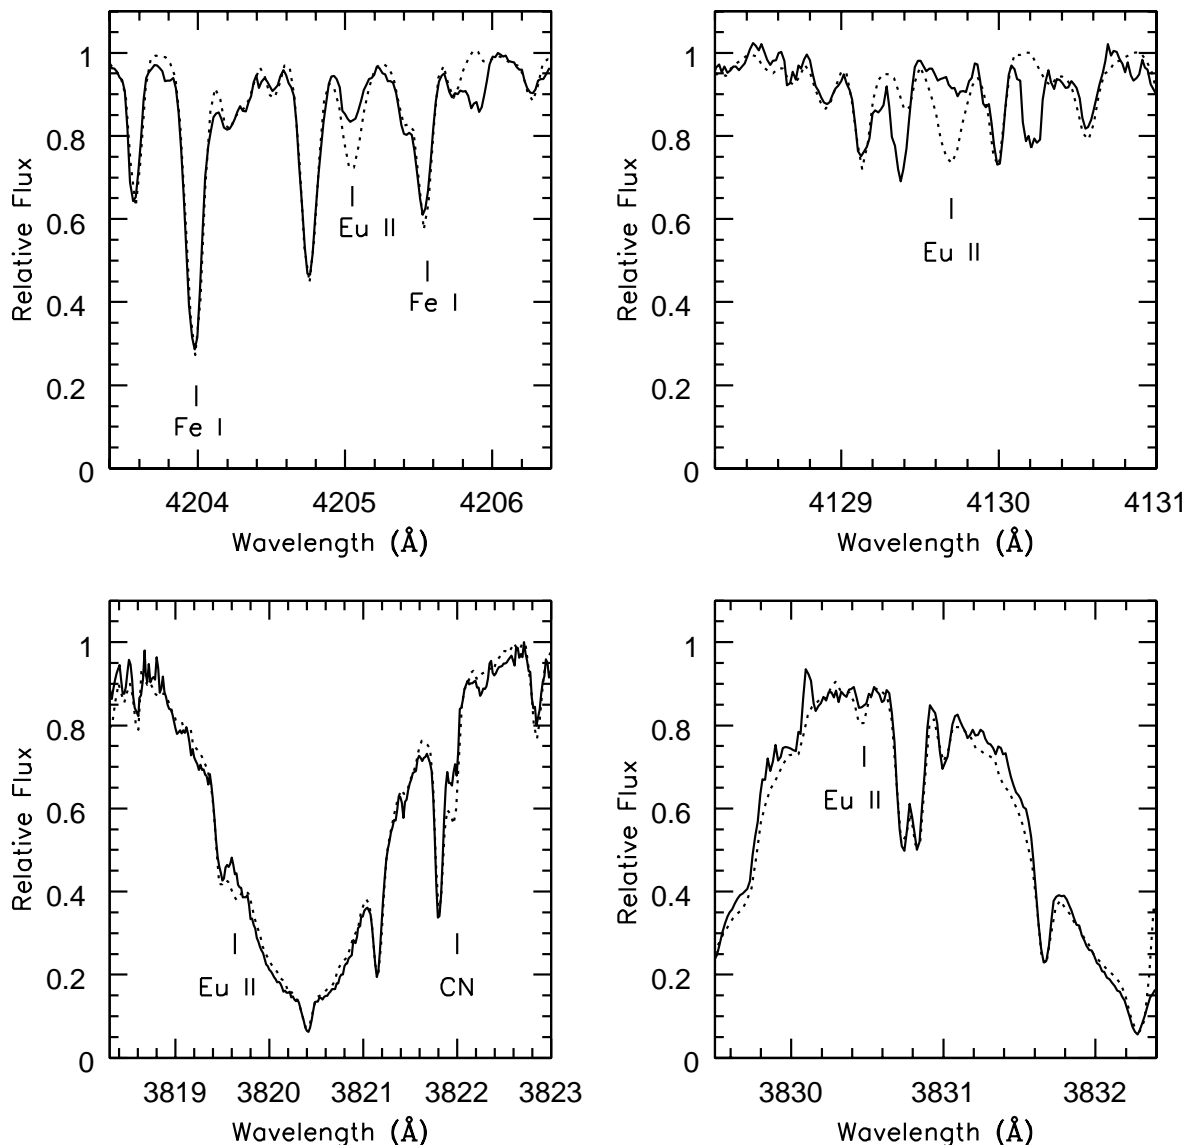 1
0.8
0.6
0.4
0.2
0
Relative Flux
Eu II
Fe I
Fe I
4204
4205
4206
Wavelength (Å)
1
0.8
0.6
0.4
0.2
0
Relative Flux
Eu II
4129
4130
4131
Wavelength (Å)
1
0.8
0.6
0.4
0.2
0
Relative Flux
Eu II
CN
3819
3820
3821
3822
3823
Wavelength (Å)
1
0.8
0.6
0.4
0.2
0
Relative Flux
Eu II
3830
3831
3832
Wavelength (Å)